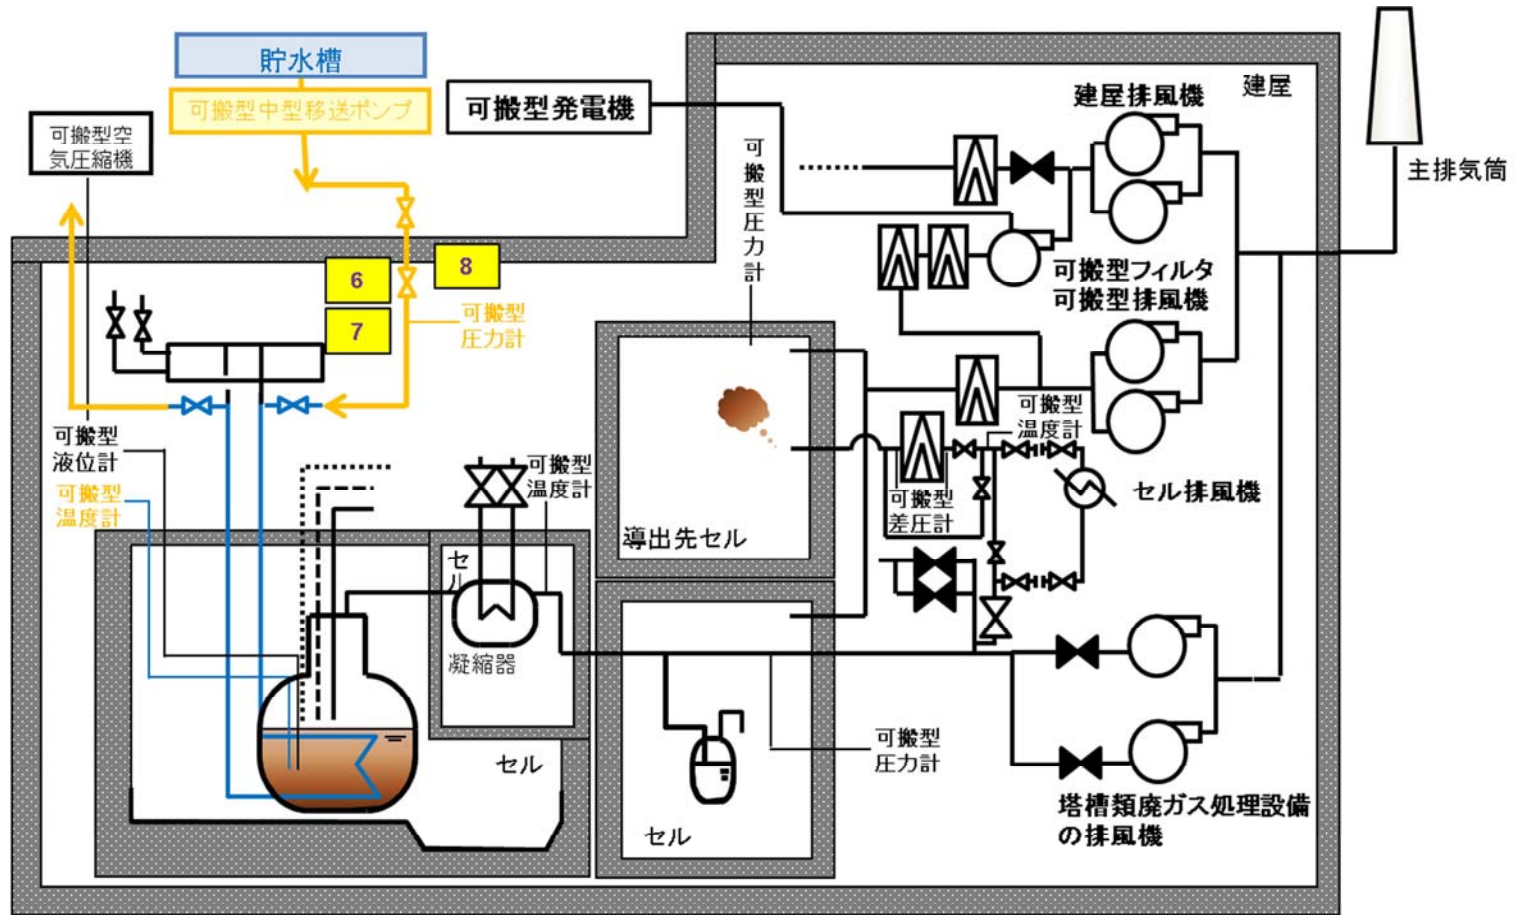 貯水槽
可搬型中型移送ポンプ
可搬型空
気圧縮機
可搬型発電機
建屋
建屋排風機
主排気筒
可搬型圧力計
6
8
7
可搬型
圧力計
可搬型フィルタ
可搬型排風機
可搬型
液位計
可搬型
温度計
可搬型
温度計
可搬型
温度計
可搬型
差圧計
セル排風機
導出先セル
セル
凝縮器
セル
可搬型
圧力計
セル
塔槽類廃ガス処理設備
の排風機